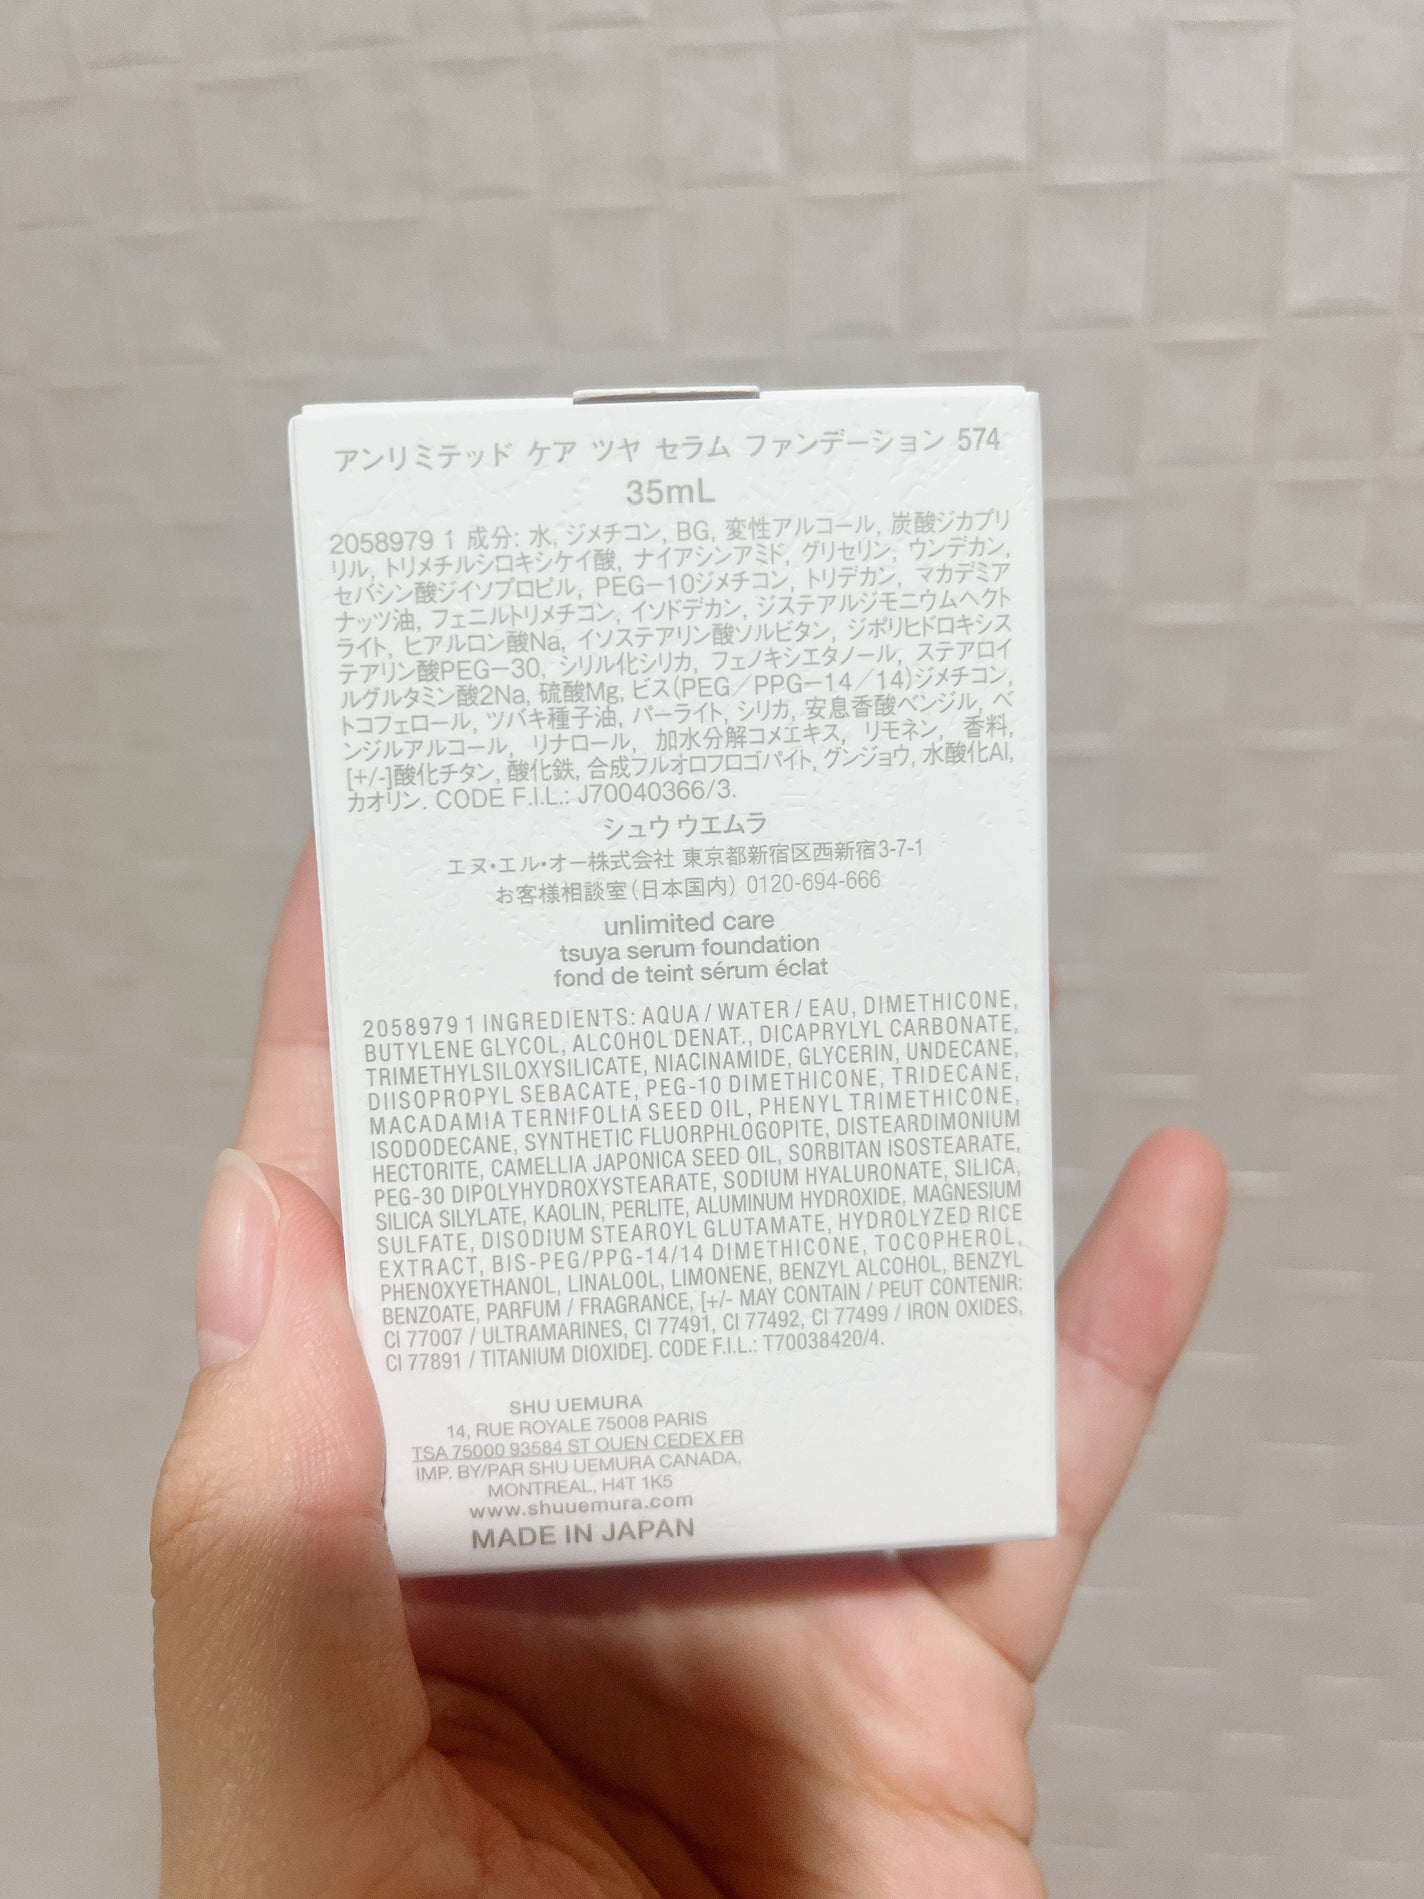 アンリミテッド ケア ツヤ セラム ファンデーション 574
35mL
2058979 1 成分: 水, ジメチコン, BG, 変性アルコール, 炭酸ジカプリ
リル, トリメチルシロキシケイ酸, ナイアシンアミド, グリセリン, ウンデカン,
セバシン酸ジイソプロピル, PEG－10ジメチコン, トリデカン, マカデミア
ナッツ油, フェニルトリメチコン, イソドデカン, ジステアルジモニウムヘクト
ライト, ヒアルロン酸Na, イソステアリン酸ソルビタン, ジポリヒドロキシス
テアリン酸PEG－30, シリル化シリカ, フェノキシエタノール, ステアロイ
ルグルタミン酸2Na, 硫酸Mg, ビス(PEG／PPG－14／14)ジメチコン,
トコフェロール, ツバキ種子油, パーライト, シリカ, 安息香酸ベンジル, ベ
ンジルアルコール, リナロール, 加水分解コメエキス, リモネン, 香料,
[+/-]酸化チタン, 酸化鉄, 合成フルオロフロゴパイト, グンジョウ, 水酸化Al,
カオリン. CODE F.I.L.: J70040366/3.
シュウ ウエムラ
エヌ・エル・オー株式会社 東京都新宿区西新宿3-7-1
お客様相談室(日本国内) 0120-694-666
unlimited care
tsuya serum foundation
fond de teint sérum éclat
2058979 1 INGREDIENTS: AQUA / WATER / EAU, DIMETHICONE,
BUTYLENE GLYCOL, ALCOHOL DENAT., DICAPRYLYL CARBONATE,
TRIMETHYLSILOXYSILICATE, NIACINAMIDE, GLYCERIN, UNDECANE,
DIISOPROPYL SEBACATE, PEG-10 DIMETHICONE, TRIDECANE,
MACADAMIA TERNIFOLIA SEED OIL, PHENYL TRIMETHICONE,
ISODODECANE, SYNTHETIC FLUORPHLOGOPITE, DISTEARDIMONIUM
HECTORITE, CAMELLIA JAPONICA SEED OIL, SORBITAN ISOSTEARATE,
PEG-30 DIPOLYHYDROXYSTEARATE, SODIUM HYALURONATE, SILICA,
SILICA SILYLATE, KAOLIN, PERLITE, ALUMINUM HYDROXIDE, MAGNESIUM
SULFATE, DISODIUM STEAROYL GLUTAMATE, HYDROLYZED RICE
EXTRACT, BIS-PEG/PPG-14/14 DIMETHICONE, TOCOPHEROL,
PHENOXYETHANOL, LINALOOL, LIMONENE, BENZYL ALCOHOL, BENZYL
BENZOATE, PARFUM / FRAGRANCE, [+/- MAY CONTAIN / PEUT CONTENIR:
CI 77007 / ULTRAMARINES, CI 77491, CI 77492, CI 77499 / IRON OXIDES,
CI 77891 / TITANIUM DIOXIDE]. CODE F.I.L.: T70038420/4.
SHU UEMURA
14, RUE ROYALE 75008 PARIS
TSA 75000 93584 ST OUEN CEDEX FR
IMP. BY/PAR SHU UEMURA CANADA,
MONTREAL, H4T 1K5
www.shuuemura.com
MADE IN JAPAN